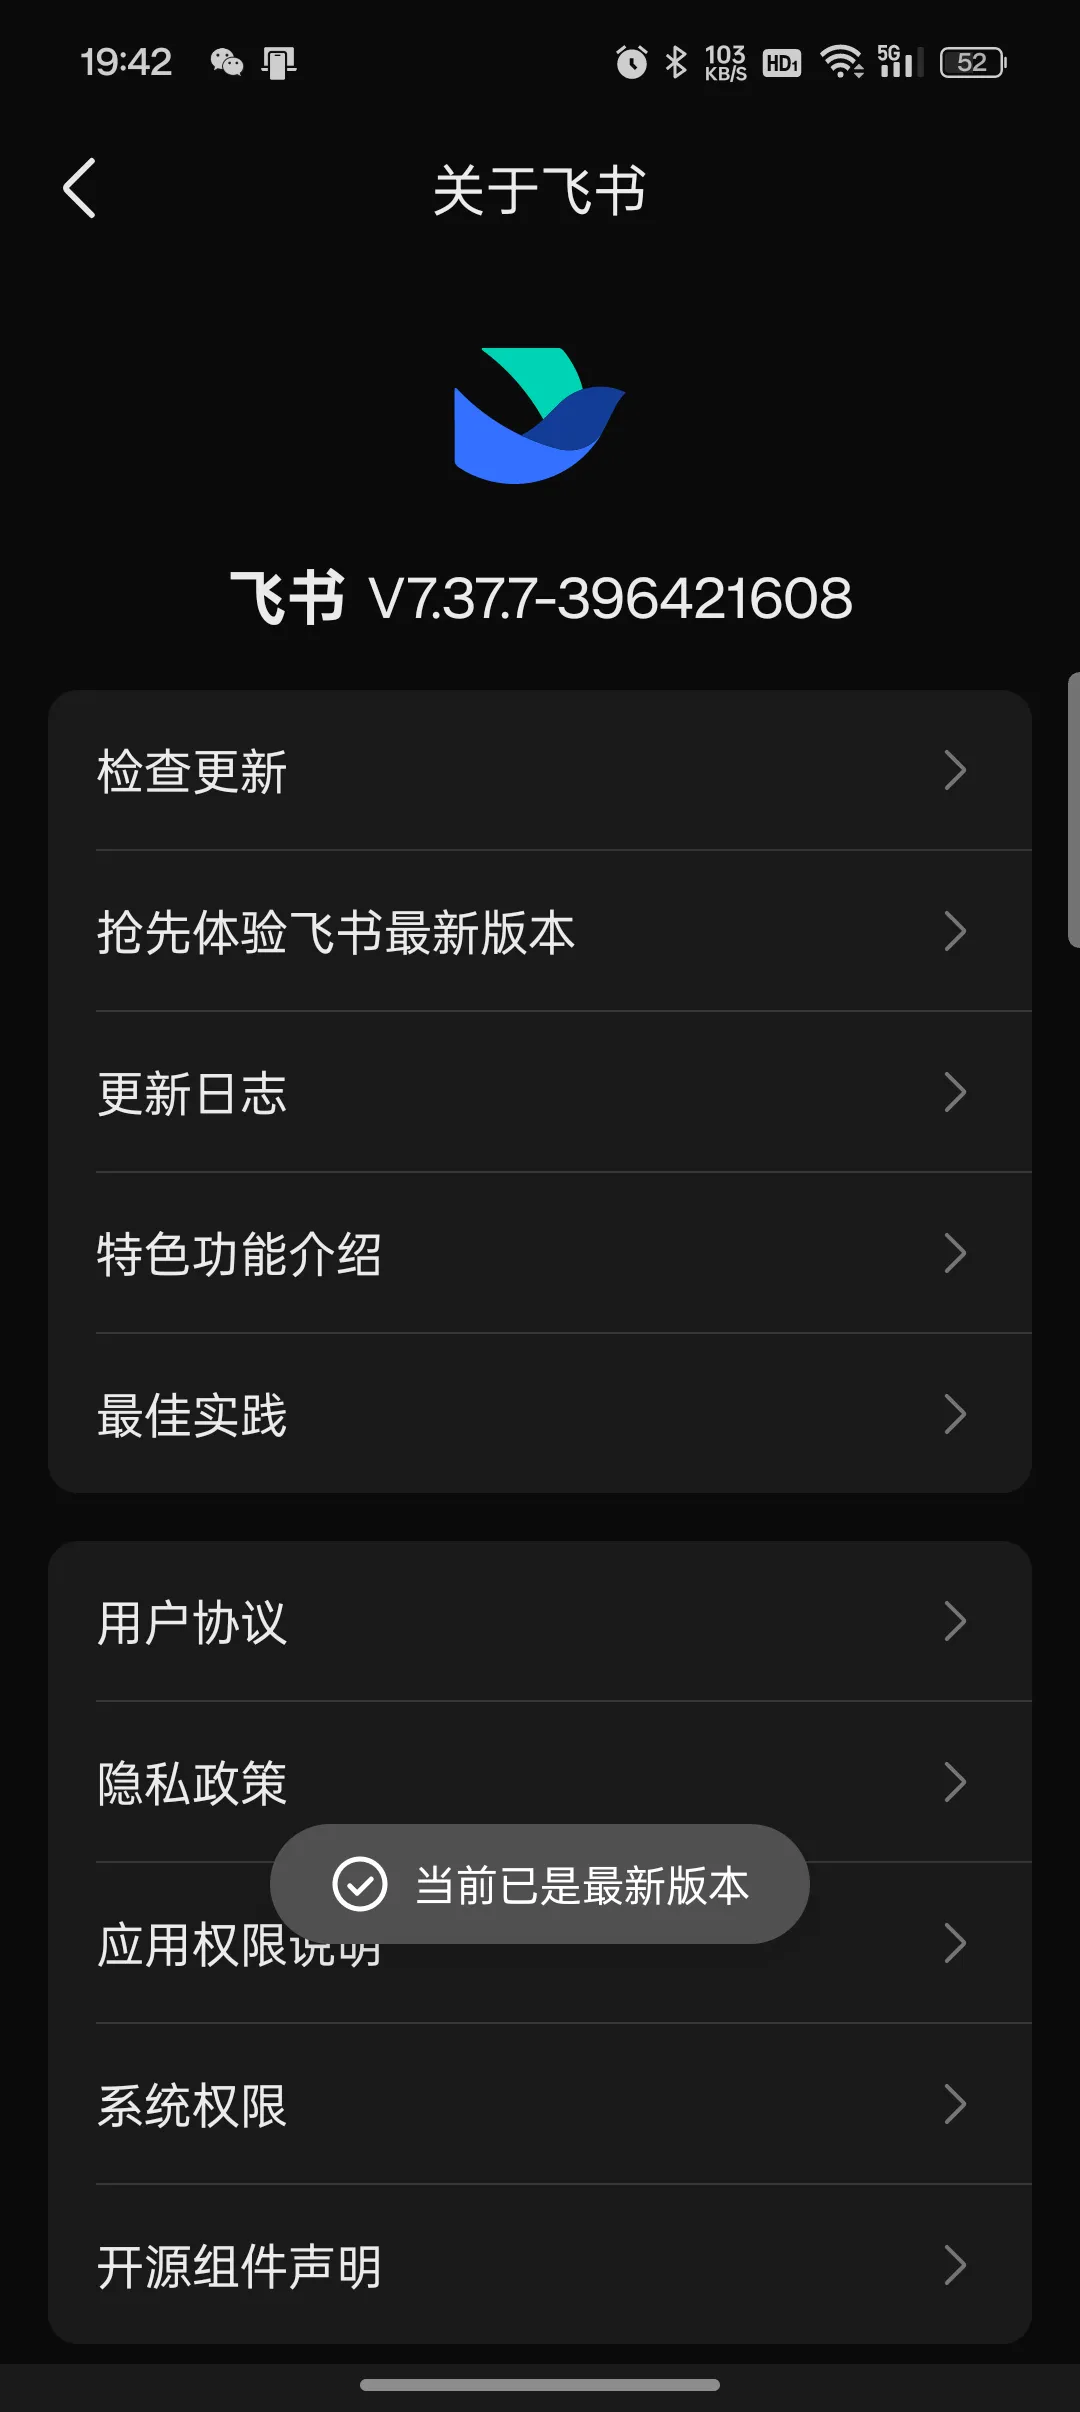 19:42
103
KB/S
HD1
5G
52
关于飞书
飞书 V7.37.7-396421608
检查更新
抢先体验飞书最新版本
更新日志
特色功能介绍
最佳实践
用户协议
隐私政策
当前已是最新版本
应用权限说明
系统权限
开源组件声明